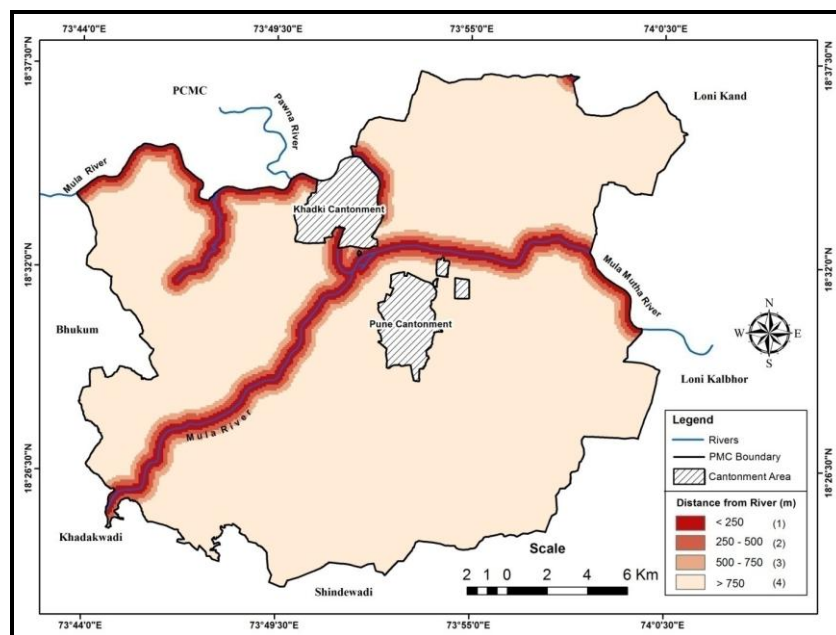 73°44'0"E
73°49'30"E
73°55'0"E
74°0'30"E
18°37'30"N
18°37'30"N
PCMC
Loni Kand
Pawna River
Mula River
Khadki Cantonment
18°32'0"N
18°32'0"N
Mula Mutha River
Bhukum
Pune Cantonment
N
W E
S
Loni Kalbhor
Mula River
Legend
Rivers
PMC Boundary
Cantonment Area
18°26'30"N
18°26'30"N
Distance from River (m)
< 250 (1)
250 - 500 (2)
500 - 750 (3)
> 750 (4)
Khadakwadi
Scale
2 1 0 2 4 6 Km
Shindewadi
73°44'0"E
73°49'30"E
73°55'0"E
74°0'30"E